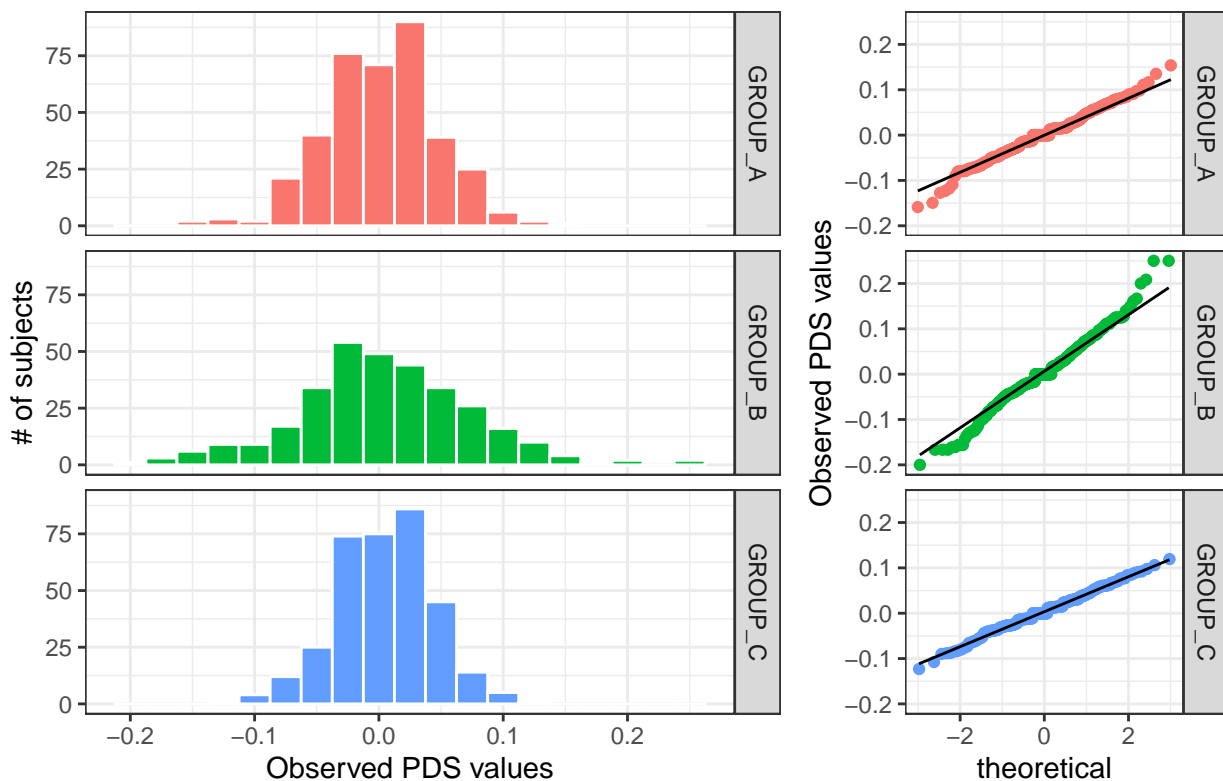 # of subjects
75
50
25
0
GROUP_A
75
50
25
0
GROUP_B
75
50
25
0
GROUP_C
−0.2 −0.1 0.0 0.1 0.2
Observed PDS values
Observed PDS values
0.2
0.1
0.0
−0.1
−0.2
GROUP_A
0.2
0.1
0.0
−0.1
−0.2
GROUP_B
0.2
0.1
0.0
−0.1
−0.2
GROUP_C
−2 0 2
theoretical